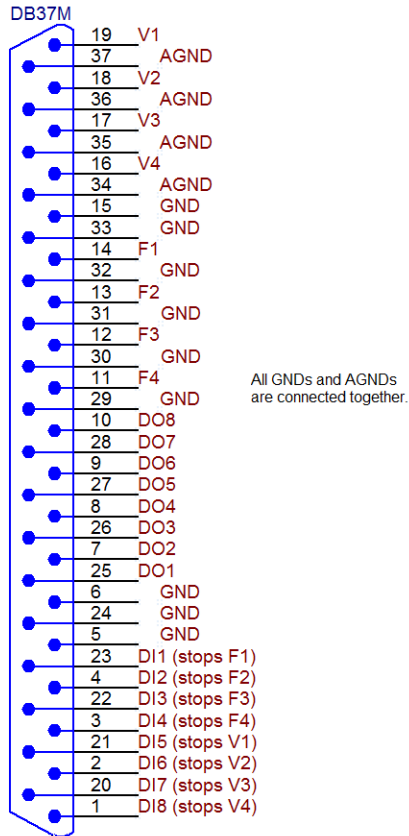 DB37M
19 V1
37 AGND
18 V2
36 AGND
17 V3
35 AGND
16 V4
34 AGND
15 GND
33 GND
14 F1
32 GND
13 F2
31 GND
12 F3
30 GND
11 F4
29 GND
10 DO8
28 DO7
9 DO6
27 DO5
8 DO4
26 DO3
7 DO2
25 DO1
6 GND
24 GND
5 GND
23 DI1 (stops F1)
4 DI2 (stops F2)
22 DI3 (stops F3)
3 DI4 (stops F4)
21 DI5 (stops V1)
2 DI6 (stops V2)
20 DI7 (stops V3)
1 DI8 (stops V4)
All GNDs and AGNDs
are connected together.